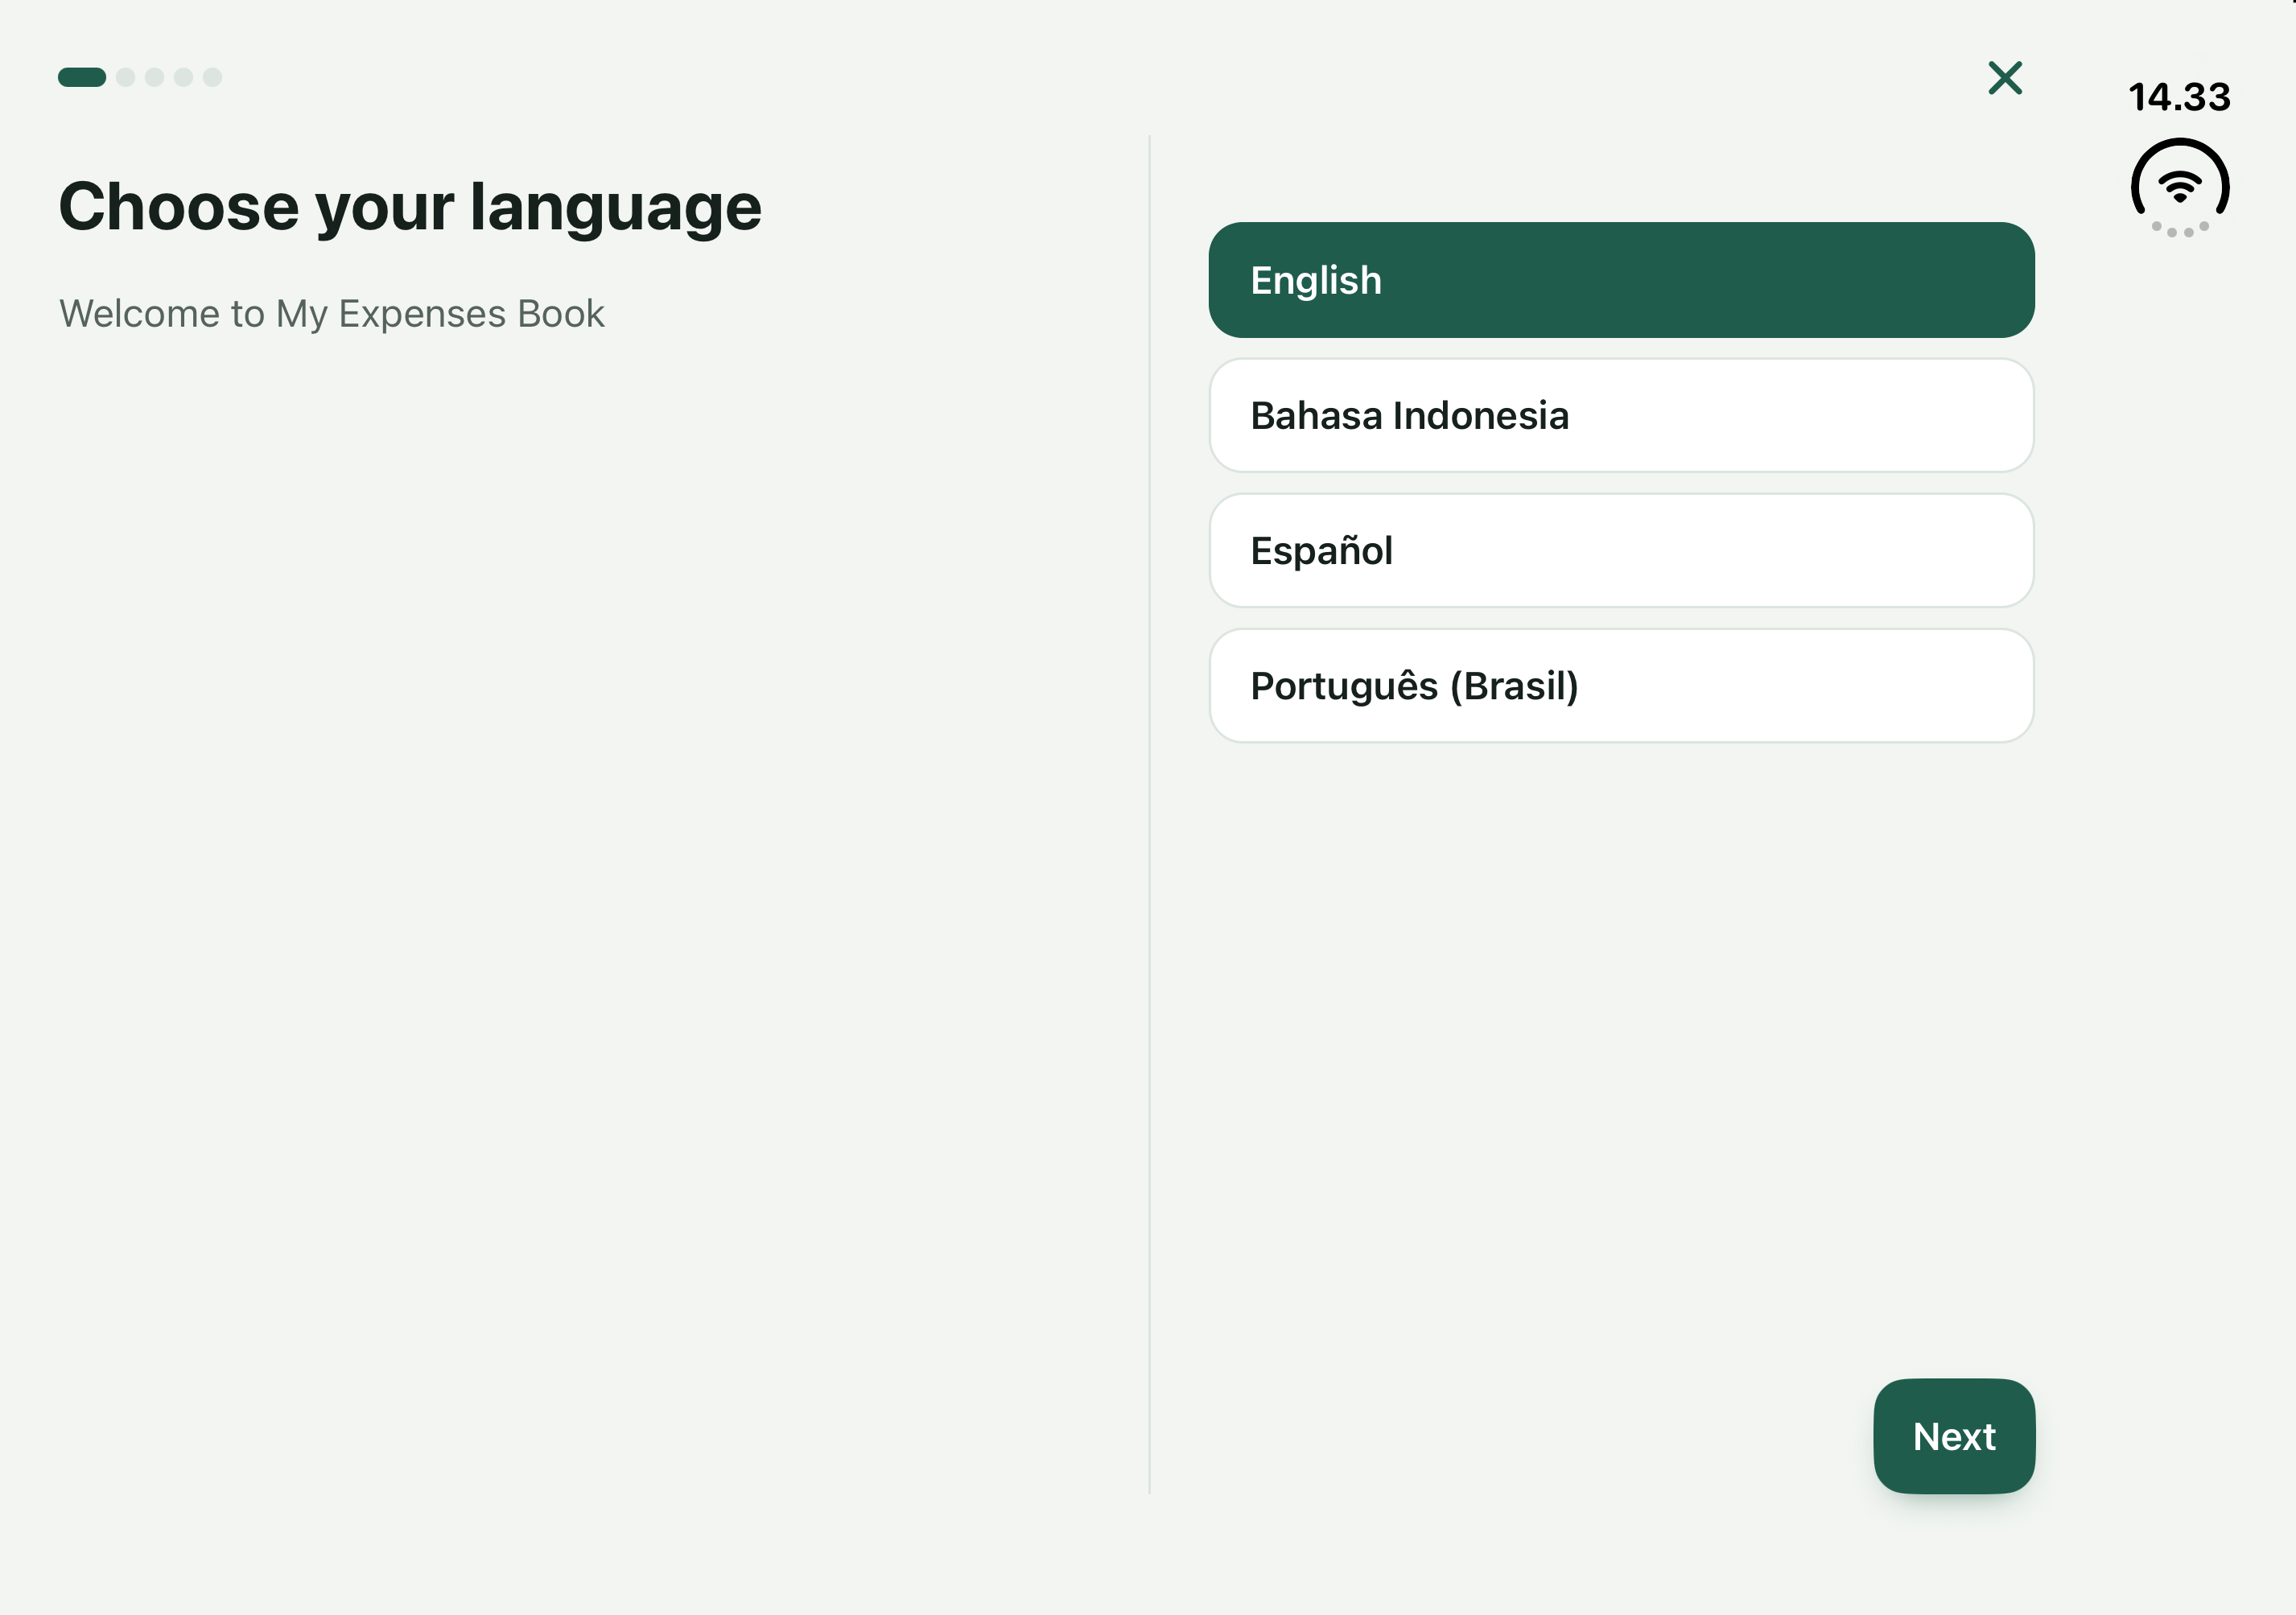 14.33
Choose your language
Welcome to My Expenses Book
English
Bahasa Indonesia
Español
Português (Brasil)
Next